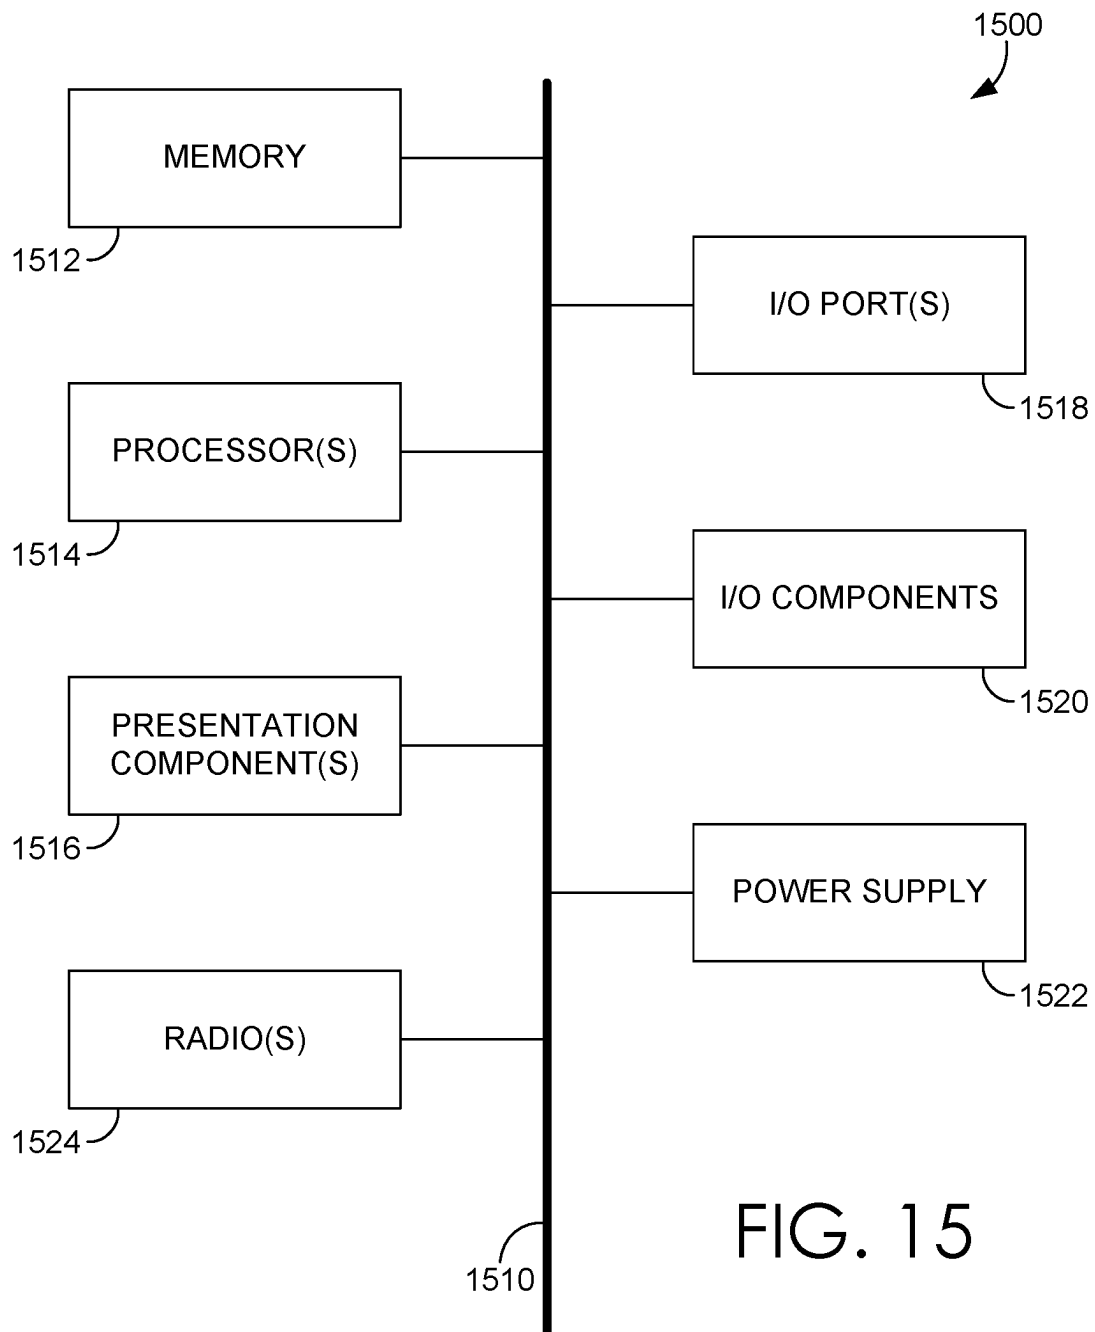 1500
MEMORY
1512
I/O PORT(S)
1518
PROCESSOR(S)
1514
I/O COMPONENTS
1520
PRESENTATION
COMPONENT(S)
1516
POWER SUPPLY
1522
RADIO(S)
1524
1510
FIG. 15